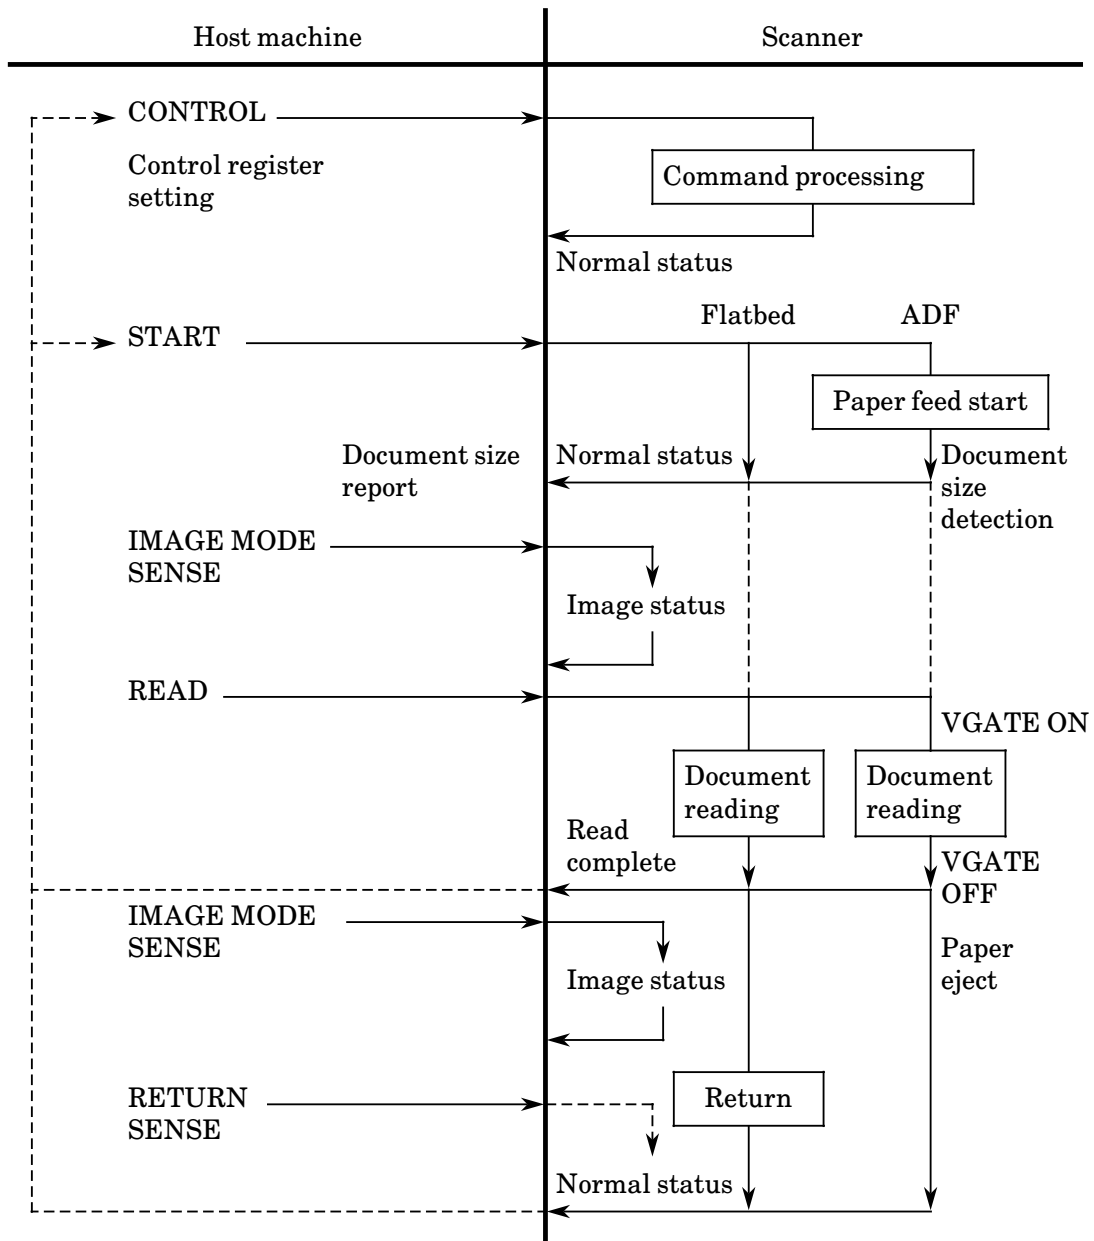 Host machine
Scanner
CONTROL
Control register
setting
Command processing
Normal status
Flatbed
ADF
START
Paper feed start
Document size
report
Normal status
Document
size
detection
IMAGE MODE
SENSE
Image status
READ
VGATE ON
Document
reading
Document
reading
Read
complete
VGATE
OFF
IMAGE MODE
SENSE
Image status
Paper
eject
RETURN
SENSE
Return
Normal status